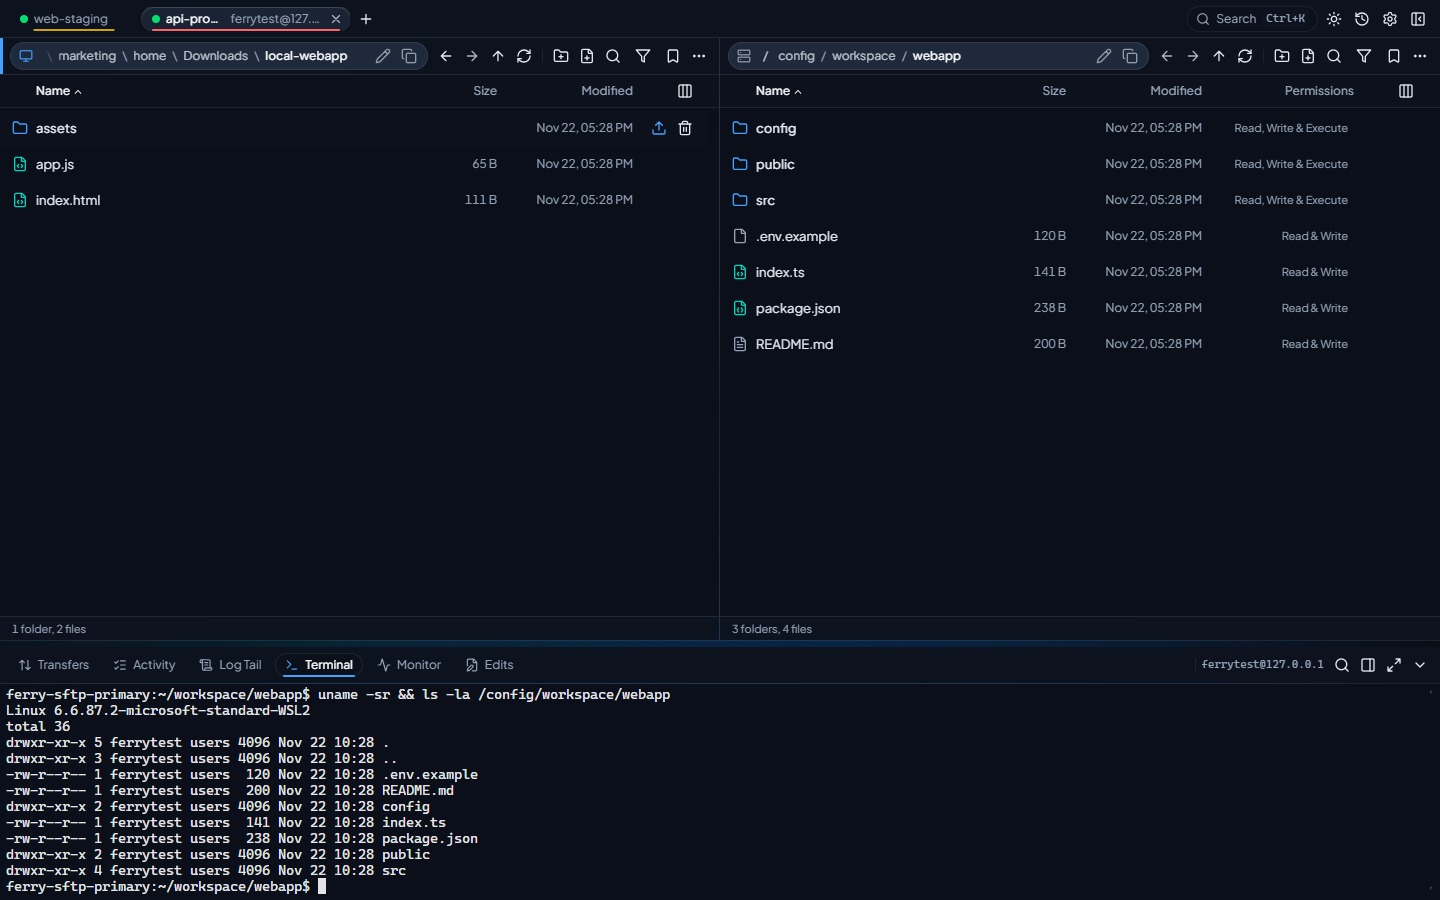 web-staging api-pro... ferrytest@127.... Search Ctrl+K
\ marketing \ home \ Downloads \ local-webapp
/ config / workspace / webapp
Name Size Modified
Name Size Modified Permissions
assets Nov 22, 05:28 PM
app.js 65 B Nov 22, 05:28 PM
index.html 111 B Nov 22, 05:28 PM
config Nov 22, 05:28 PM Read, Write & Execute
public Nov 22, 05:28 PM Read, Write & Execute
src Nov 22, 05:28 PM Read, Write & Execute
.env.example 120 B Nov 22, 05:28 PM Read & Write
index.ts 141 B Nov 22, 05:28 PM Read & Write
package.json 238 B Nov 22, 05:28 PM Read & Write
README.md 200 B Nov 22, 05:28 PM Read & Write
1 folder, 2 files
3 folders, 4 files
Transfers Activity Log Tail Terminal Monitor Edits ferrytest@127.0.0.1
ferry-sftp-primary:~/workspace/webapp$ uname -sr && ls -la /config/workspace/webapp
Linux 6.6.87.2-microsoft-standard-WSL2
total 36
drwxr-xr-x 5 ferrytest users 4096 Nov 22 10:28 .
drwxr-xr-x 3 ferrytest users 4096 Nov 22 10:28 ..
-rw-r--r-- 1 ferrytest users  120 Nov 22 10:28 .env.example
-rw-r--r-- 1 ferrytest users  200 Nov 22 10:28 README.md
drwxr-xr-x 2 ferrytest users 4096 Nov 22 10:28 config
-rw-r--r-- 1 ferrytest users  141 Nov 22 10:28 index.ts
-rw-r--r-- 1 ferrytest users  238 Nov 22 10:28 package.json
drwxr-xr-x 2 ferrytest users 4096 Nov 22 10:28 public
drwxr-xr-x 4 ferrytest users 4096 Nov 22 10:28 src
ferry-sftp-primary:~/workspace/webapp$